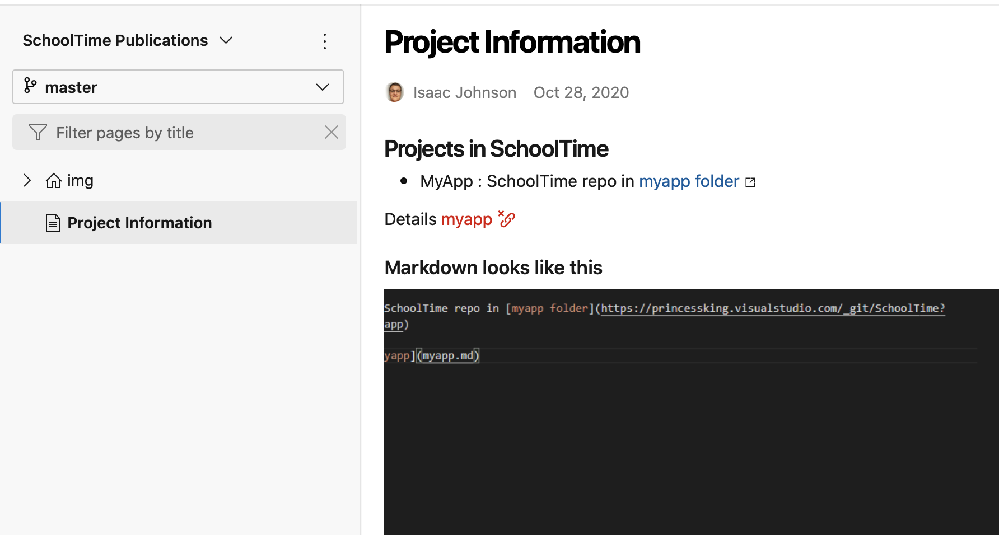 SchoolTime Publications
master
Filter pages by title
img
Project Information
Project Information
Isaac Johnson Oct 28, 2020
Projects in SchoolTime
MyApp : SchoolTime repo in myapp folder
Details myapp
Markdown looks like this
SchoolTime repo in [myapp folder](https://princessking.visualstudio.com/_git/SchoolTime?
app)
yapp](myapp.md)